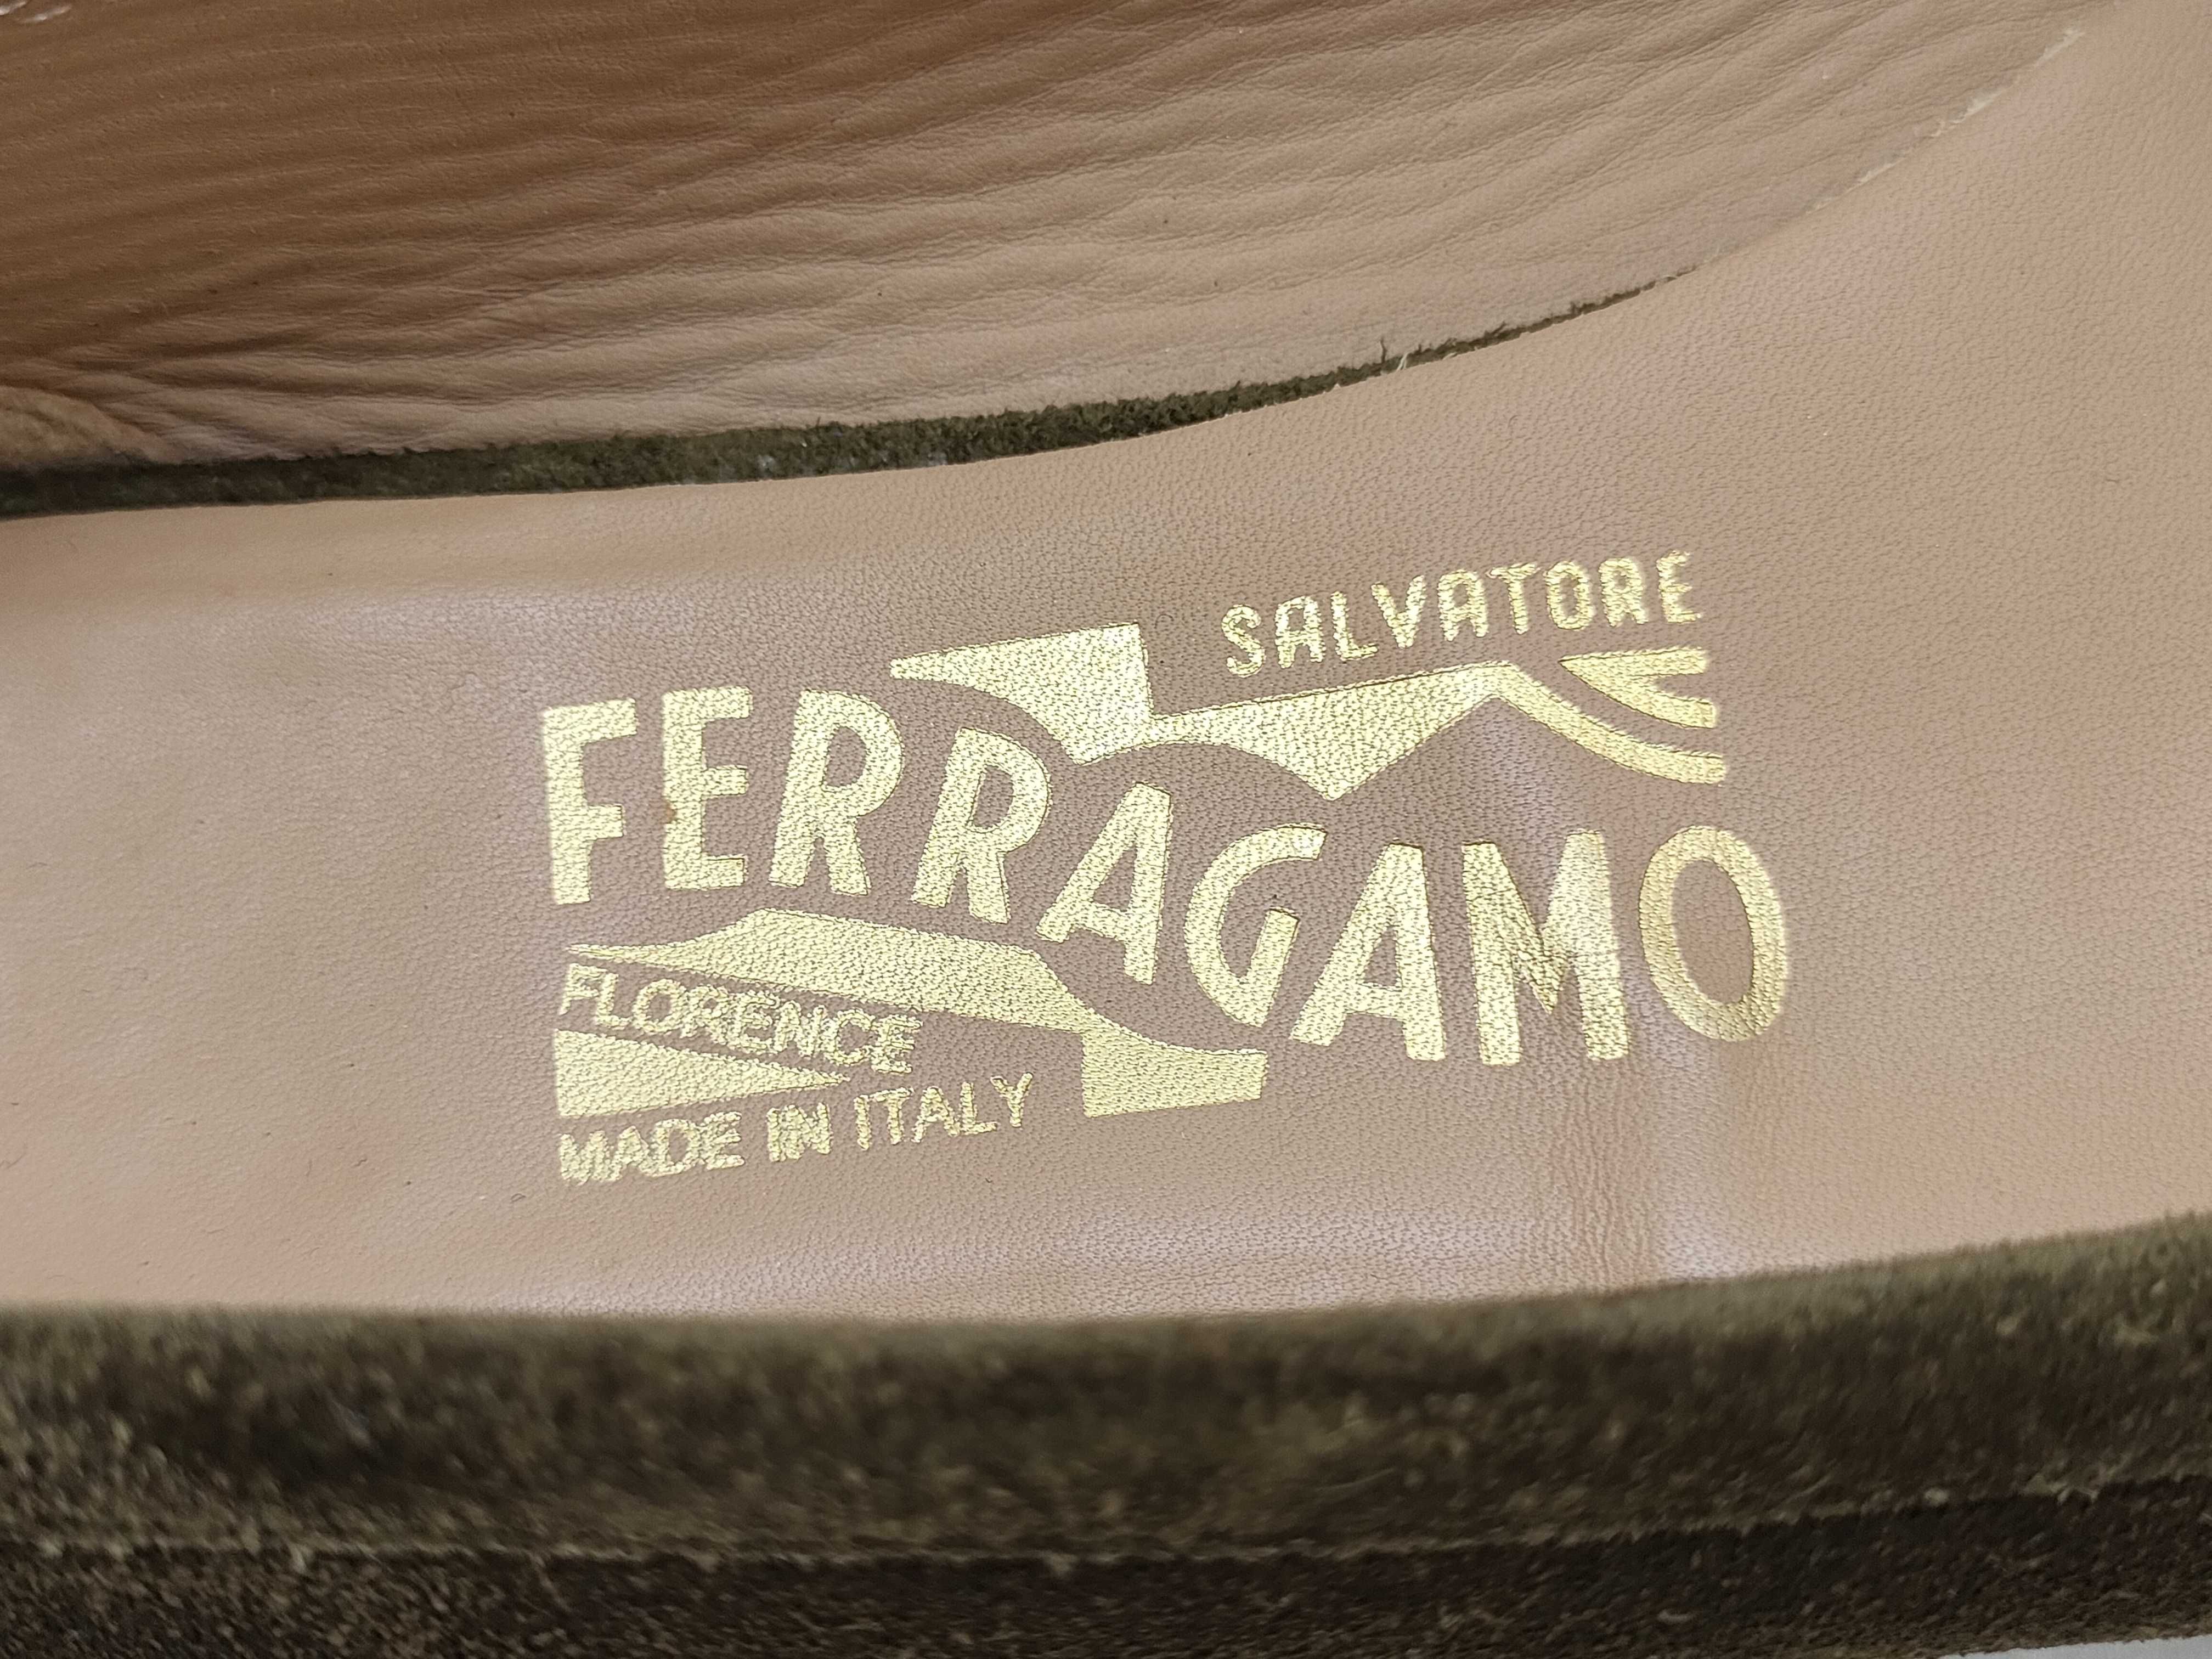 SALVATORE
FERRAGAMO
FLORENCE
MADE IN ITALY